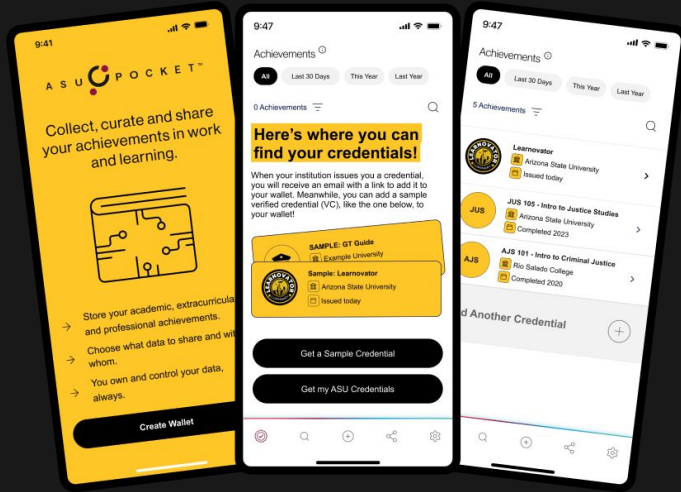 9:41
ASU POCKET™
Collect, curate and share
your achievements in work
and learning.
→ Store your academic, extracurricula
and professional achievements.
→ Choose what data to share and wit
whom.
→ You own and control your data,
always.
Create Wallet
9:47
Achievements
All
Last 30 Days
This Year
Last Year
0 Achievements
Here's where you can
find your credentials!
When your institution issues you a credential,
you will receive an email with a link to add it to
your wallet. Meanwhile, you can add a sample
verified credential (VC), like the one below, to
your wallet!
SAMPLE: GT Guide
Example University
LEARNOVATOR
Sample: Learnovator
Arizona State University
Issued today
Get a Sample Credential
Get my ASU Credentials
9:47
Achievements
All
Last 30 Days
This Year
Last Year
5 Achievements
LEARNOVATOR
Learnovator
Arizona State University
Issued today
JUS
JUS 105 - Intro to Justice Studies
Arizona State University
Completed 2023
AJS
AJS 101 - Intro to Criminal Justice
Rio Salado College
Completed 2020
d Another Credential